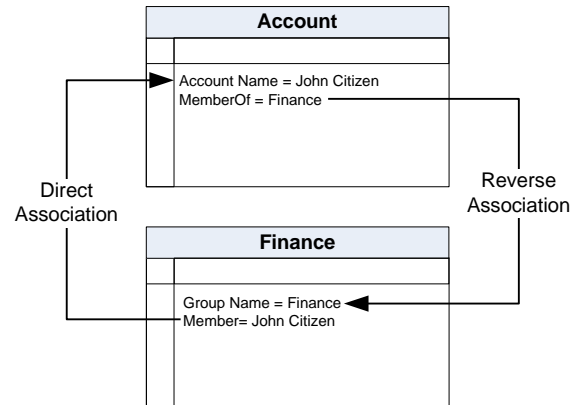 Account
Account Name = John Citizen
MemberOf = Finance
Direct
Association
Reverse
Association
Finance
Group Name = Finance
Member= John Citizen